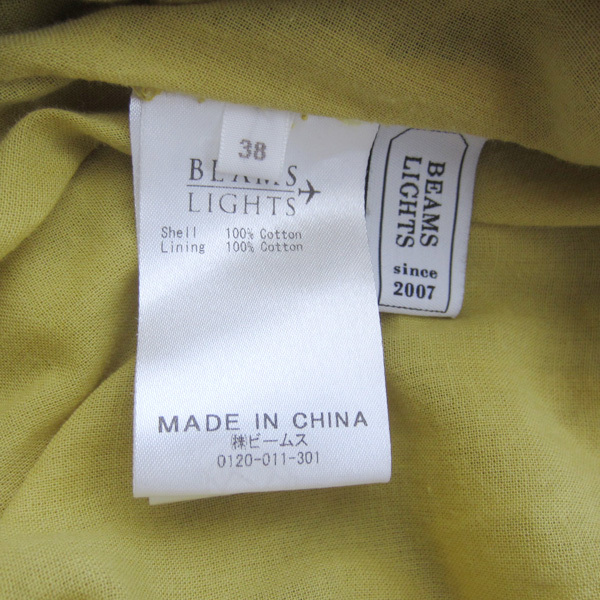 38
BEAMS
LIGHTS
Shell 100% Cotton
Lining 100% Cotton
MADE IN CHINA
㈱ビームス
0120-011-301
BEAMS
LIGHTS
since
2007